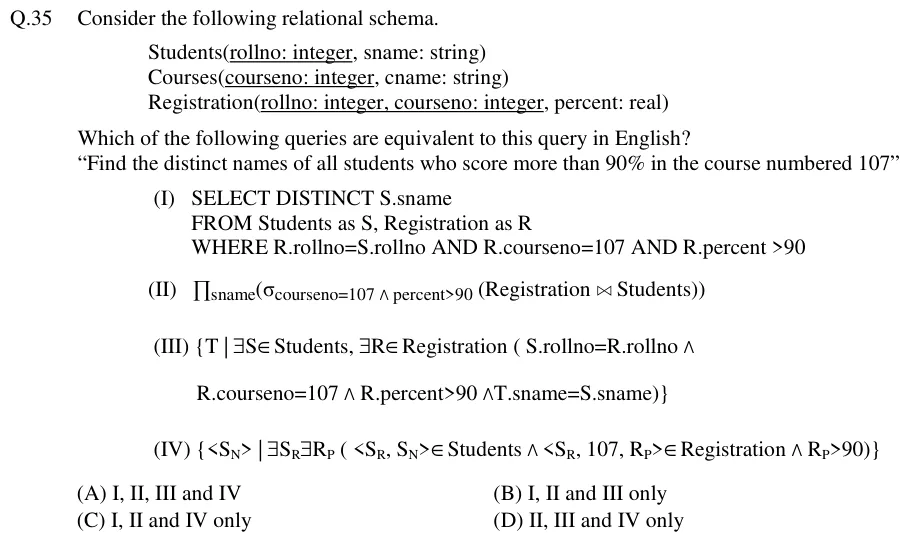 Q.35 Consider the following relational schema.
Students(rollno: integer, sname: string)
Courses(courseno: integer, cname: string)
Registration(rollno: integer, courseno: integer, percent: real)
Which of the following queries are equivalent to this query in English?
“Find the distinct names of all students who score more than 90% in the course numbered 107”
(I) SELECT DISTINCT S.sname
FROM Students as S, Registration as R
WHERE R.rollno=S.rollno AND R.courseno=107 AND R.percent >90
(II) ∏sname(σcourseno=107 ∧ percent>90 (Registration ⋈ Students))
(III) {T | ∃S∈Students, ∃R∈Registration ( S.rollno=R.rollno ∧
R.courseno=107 ∧ R.percent>90 ∧T.sname=S.sname)}
(IV) {<SN> | ∃SR∃RP ( <SR, SN>∈Students ∧ <SR, 107, RP>∈Registration ∧ RP>90)}
(A) I, II, III and IV (B) I, II and III only
(C) I, II and IV only (D) II, III and IV only